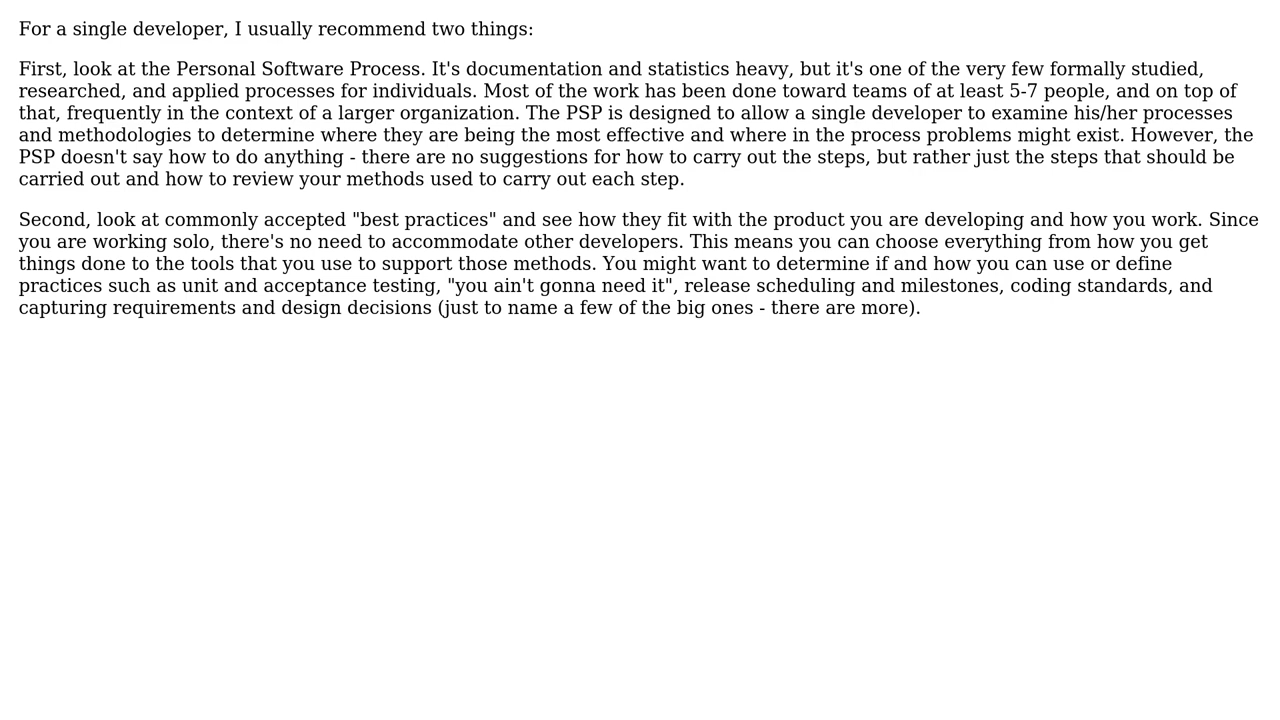 For a single developer, I usually recommend two things:
First, look at the Personal Software Process. It's documentation and statistics heavy, but it's one of the very few formally studied,
researched, and applied processes for individuals. Most of the work has been done toward teams of at least 5-7 people, and on top of
that, frequently in the context of a larger organization. The PSP is designed to allow a single developer to examine his/her processes
and methodologies to determine where they are being the most effective and where in the process problems might exist. However, the
PSP doesn't say how to do anything - there are no suggestions for how to carry out the steps, but rather just the steps that should be
carried out and how to review your methods used to carry out each step.
Second, look at commonly accepted "best practices" and see how they fit with the product you are developing and how you work. Since
you are working solo, there's no need to accommodate other developers. This means you can choose everything from how you get
things done to the tools that you use to support those methods. You might want to determine if and how you can use or define
practices such as unit and acceptance testing, "you ain't gonna need it", release scheduling and milestones, coding standards, and
capturing requirements and design decisions (just to name a few of the big ones - there are more).